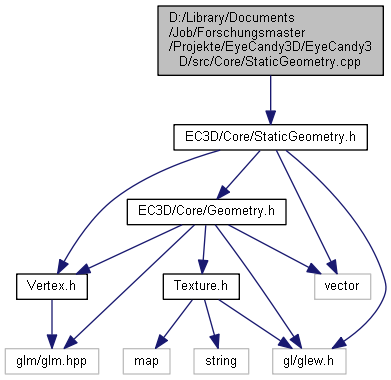 D:/Library/Documents
/Job/Forschungsmaster
/Projekte/EyeCandy3D/EyeCandy3
D/src/Core/StaticGeometry.cpp
EC3D/Core/StaticGeometry.h
EC3D/Core/Geometry.h
Vertex.h
Texture.h
vector
glm/glm.hpp
map
string
gl/glew.h